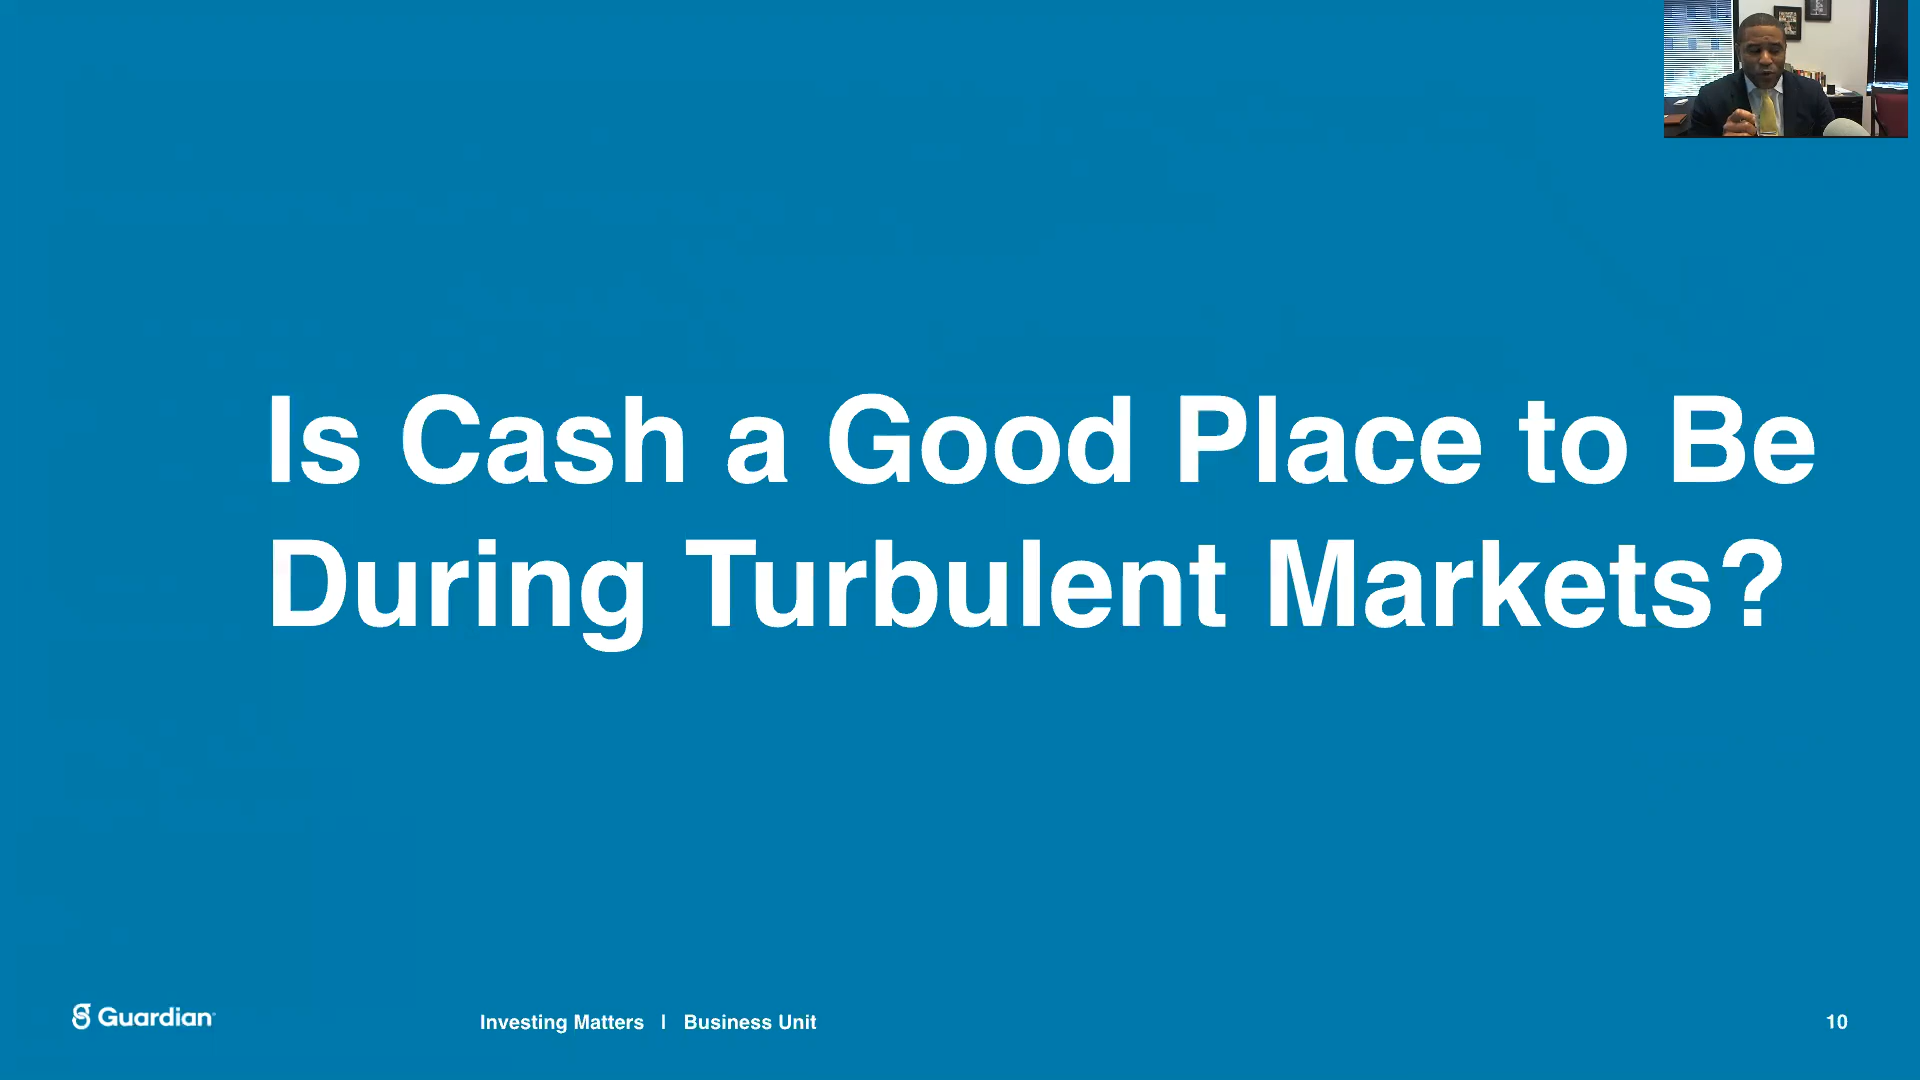 Is Cash a Good Place to Be
During Turbulent Markets?
Guardian
Investing Matters | Business Unit
10